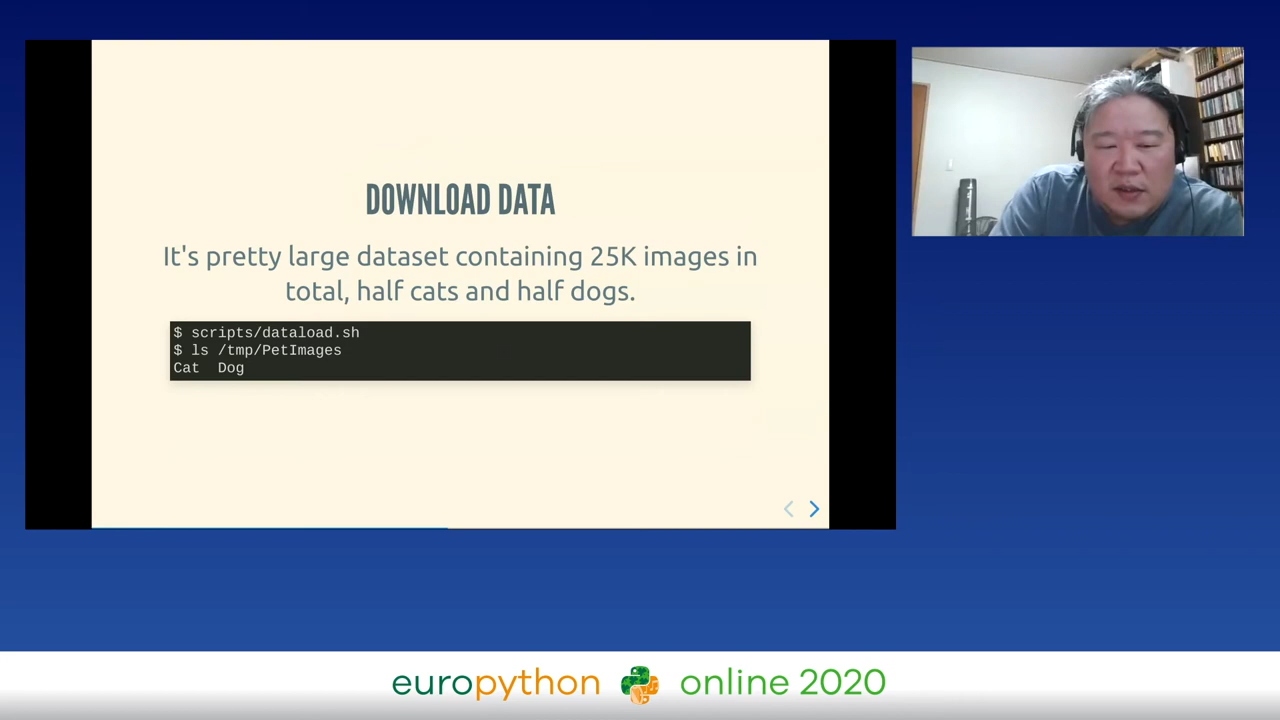 DOWNLOAD DATA
It's pretty large dataset containing 25K images in
total, half cats and half dogs.
$ scripts/dataload.sh
$ ls /tmp/PetImages
Cat  Dog
europython online 2020